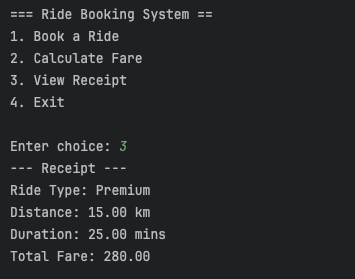 === Ride Booking System ==
1. Book a Ride
2. Calculate Fare
3. View Receipt
4. Exit
Enter choice: 3
--- Receipt ---
Ride Type: Premium
Distance: 15.00 km
Duration: 25.00 mins
Total Fare: 280.00